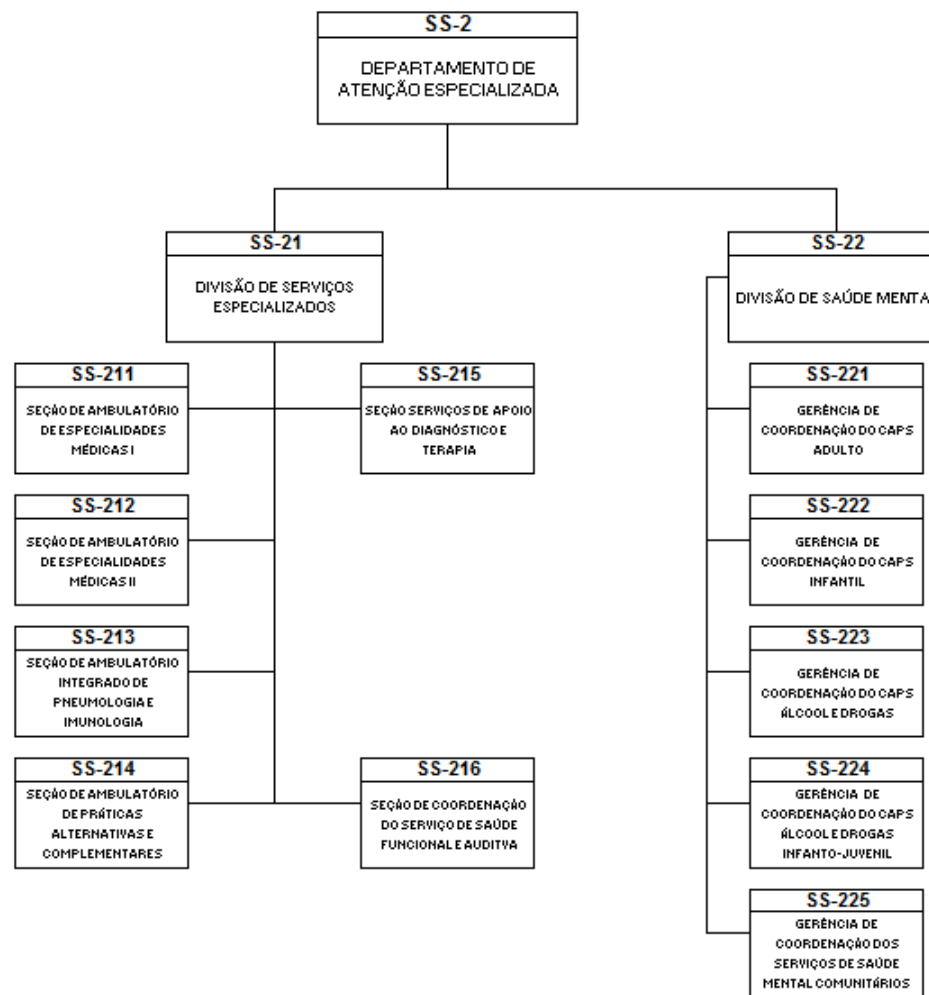 SS-2
DEPARTAMENTO DE
ATENÇÃO ESPECIALIZADA
SS-21
DIVISÃO DE SERVIÇOS
ESPECIALIZADOS
SS-22
DIVISÃO DE SAÚDE MENTA
SS-211
SEÇÃO DE AMBULATÓRIO
DE ESPECIALIDADES
MÉDICAS I
SS-215
SEÇÃO SERVIÇOS DE APOIO
AO DIAGNÓSTICO E
TERAPIA
SS-221
GERÊNCIA DE
COORDENAÇÃO DO CAPS
ADULTO
SS-212
SEÇÃO DE AMBULATÓRIO
DE ESPECIALIDADES
MÉDICAS II
SS-222
GERÊNCIA DE
COORDENAÇÃO DO CAPS
INFANTIL
SS-213
SEÇÃO DE AMBULATÓRIO
INTEGRADO DE
PNEUMOLOGIA E
IMUNOLOGIA
SS-223
GERÊNCIA DE
COORDENAÇÃO DO CAPS
ÁLCOOL E DROGAS
SS-214
SEÇÃO DE AMBULATÓRIO
DE PRÁTICAS
ALTERNATIVAS E
COMPLEMENTARES
SS-216
SEÇÃO DE COORDENAÇÃO
DO SERVIÇO DE SAÚDE
FUNCIONAL E AUDITVA
SS-224
GERÊNCIA DE
COORDENAÇÃO DO CAPS
ÁLCOOL E DROGAS
INFANTO-JUVENIL
SS-225
GERÊNCIA DE
COORDENAÇÃO DOS
SERVIÇOS DE SAÚDE
MENTAL COMUNITÁRIOS